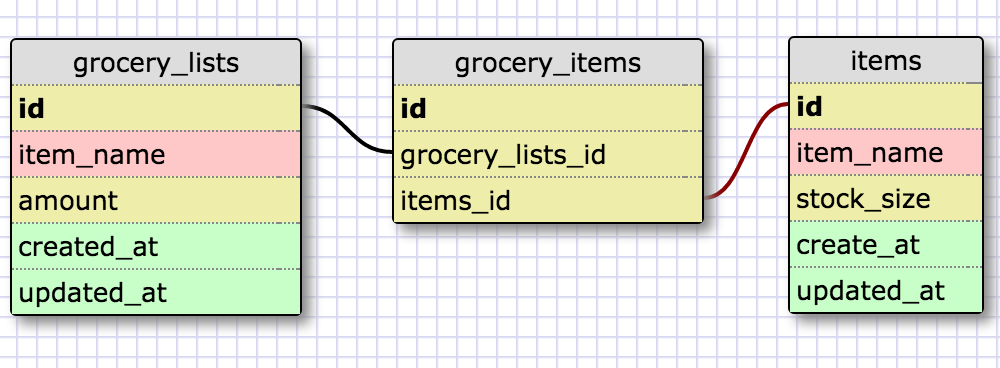 grocery_lists
id
item_name
amount
created_at
updated_at
grocery_items
id
grocery_lists_id
items_id
items
id
item_name
stock_size
create_at
updated_at